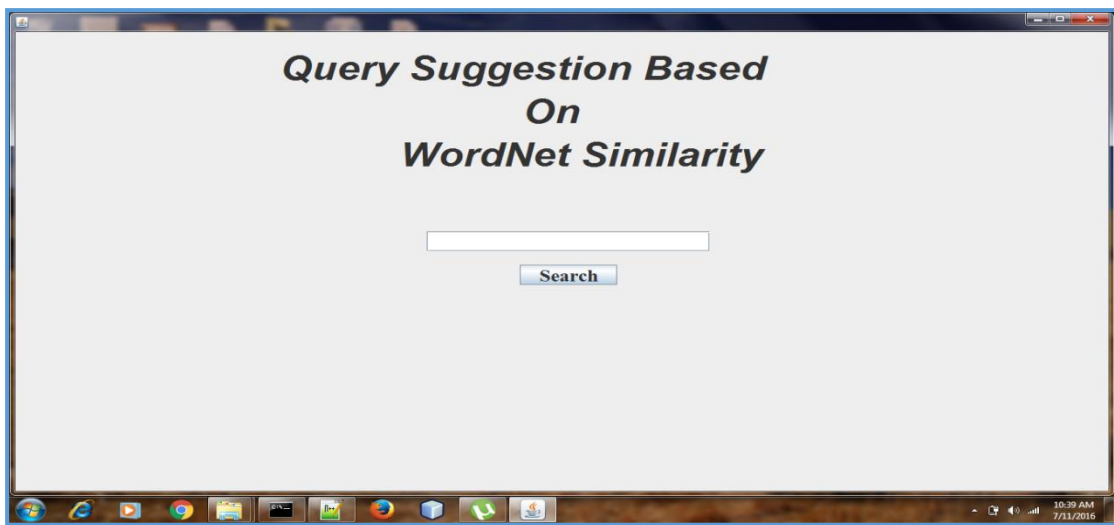 Query Suggestion Based
On
WordNet Similarity
Search
10:39 AM
7/11/2016